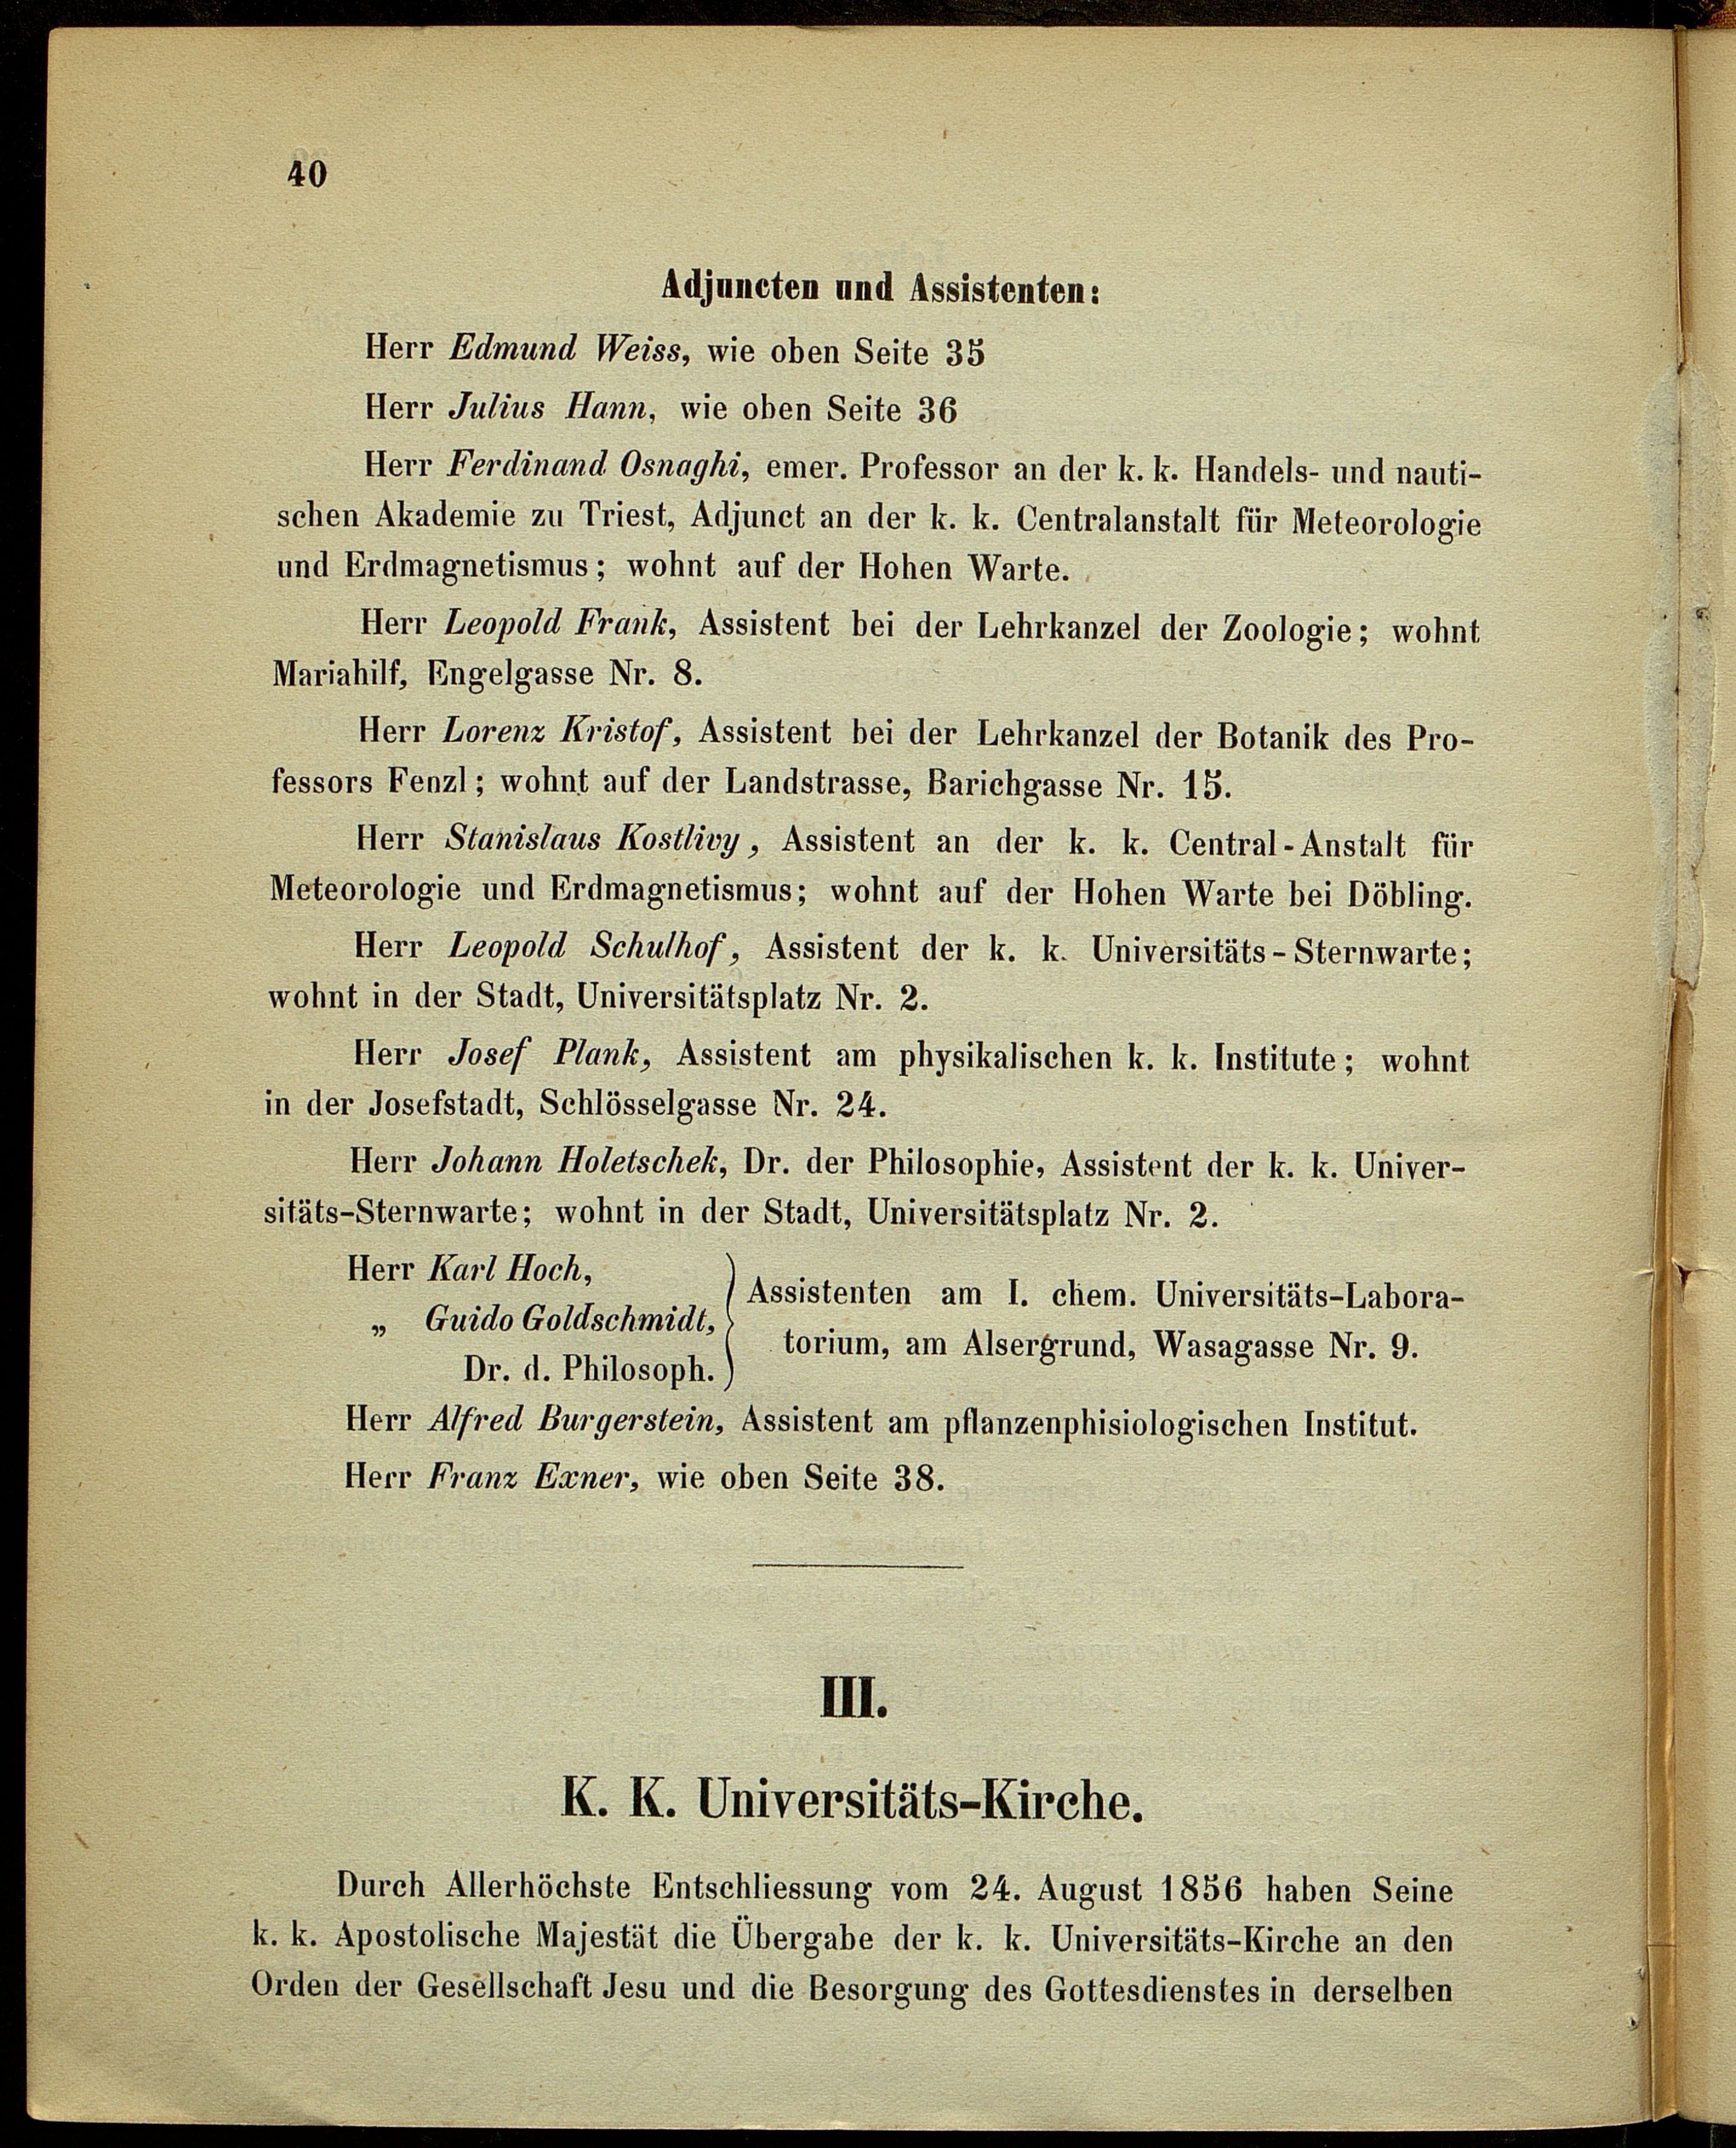 40
Adjuncten und Assistenten:
Herr Edmund Weiss, wie oben Seite 35
Herr Julius Hann, wie oben Seite 36
Herr Ferdinand Osnaghi, emer. Professor an der k. k. Handels- und nauti-
schen Akademie zu Triest, Adjunct an der k. k. Centralanstalt für Meteorologie
und Erdmagnetismus; wohnt auf der Hohen Warte.
Herr Leopold Frank, Assistent bei der Lehrkanzel der Zoologie; wohnt
Mariahilf, Engelgasse Nr. 8.
Herr Lorenz Kristof, Assistent bei der Lehrkanzel der Botanik des Pro-
fessors Fenzl; wohnt auf der Landstrasse, Barichgasse Nr. 15.
Herr Stanislaus Kostlivy, Assistent an der k. k. Central-Anstalt für
Meteorologie und Erdmagnetismus; wohnt auf der Hohen Warte bei Döbling.
Herr Leopold Schulhof, Assistent der k. k. Universitäts-Sternwarte;
wohnt in der Stadt, Universitätsplatz Nr. 2.
Herr Josef Plank, Assistent am physikalischen k. k. Institute; wohnt
in der Josefstadt, Schlösselgasse Nr. 24.
Herr Johann Holetschek, Dr. der Philosophie, Assistent der k. k. Univer-
sitäts-Sternwarte; wohnt in der Stadt, Universitätsplatz Nr. 2.
Herr Karl Hoch,
„ Guido Goldschmidt,
Dr. d. Philosoph.
Assistenten am I. chem. Universitäts-Labora-
torium, am Alsergrund, Wasagasse Nr. 9.
Herr Alfred Burgerstein, Assistent am pflanzenphisiologischen Institut.
Herr Franz Exner, wie oben Seite 38.
III.
K. K. Universitäts-Kirche.
Durch Allerhöchste Entschliessung vom 24. August 1856 haben Seine
k. k. Apostolische Majestät die Übergabe der k. k. Universitäts-Kirche an den
Orden der Gesellschaft Jesu und die Besorgung des Gottesdienstes in derselben